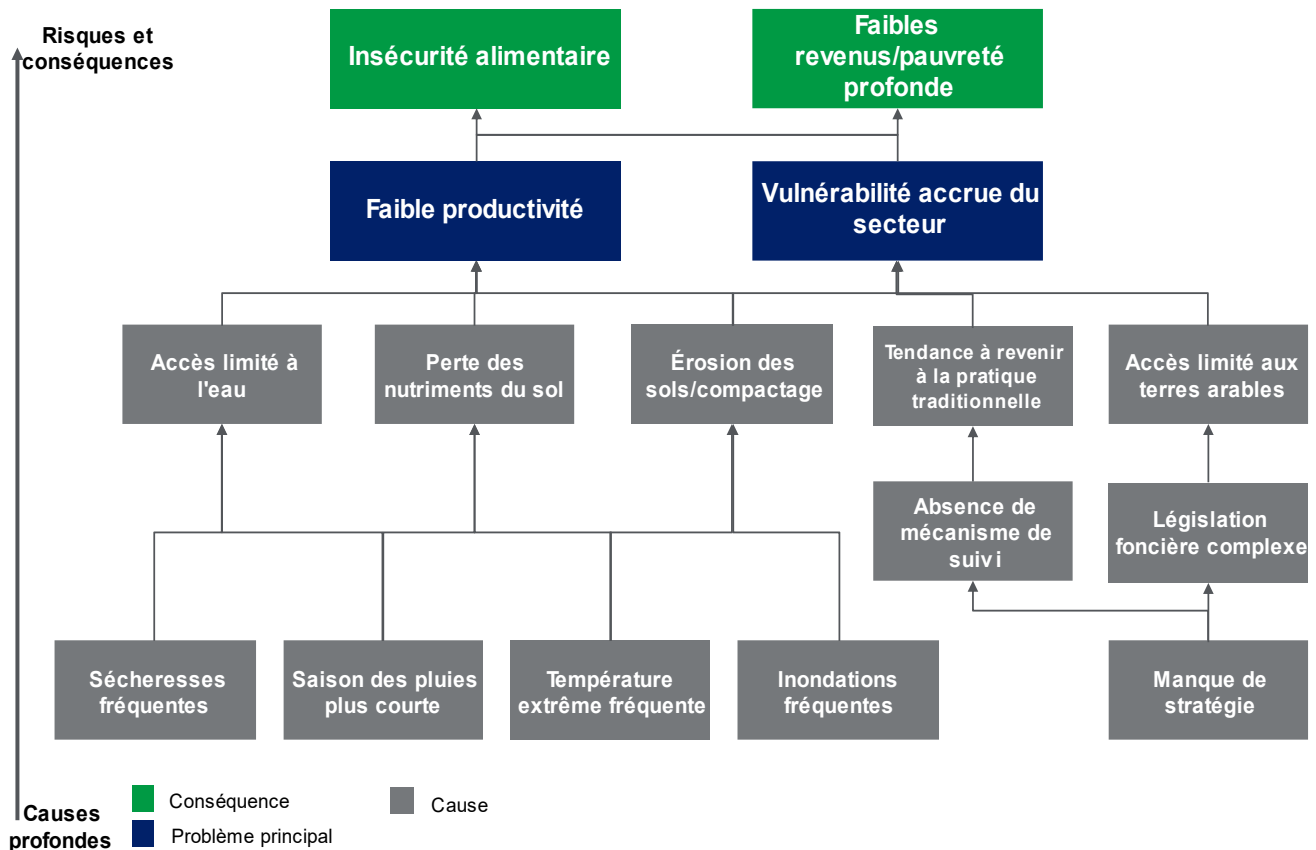 Risques et
conséquences
Insécurité alimentaire
Faibles
revenus/pauvreté
profonde
Faible productivité
Vulnérabilité accrue du
secteur
Accès limité à
l'eau
Perte des
nutriments du sol
Érosion des
sols/compactage
Tendance à revenir
à la pratique
traditionnelle
Accès limité aux
terres arables
Absence de
mécanisme de
suivi
Législation
foncière complexe
Sécheresses
fréquentes
Saison des pluies
plus courte
Température
extrême fréquente
Inondations
fréquentes
Manque de
stratégie
Causes
profondes
Conséquence
Cause
Problème principal